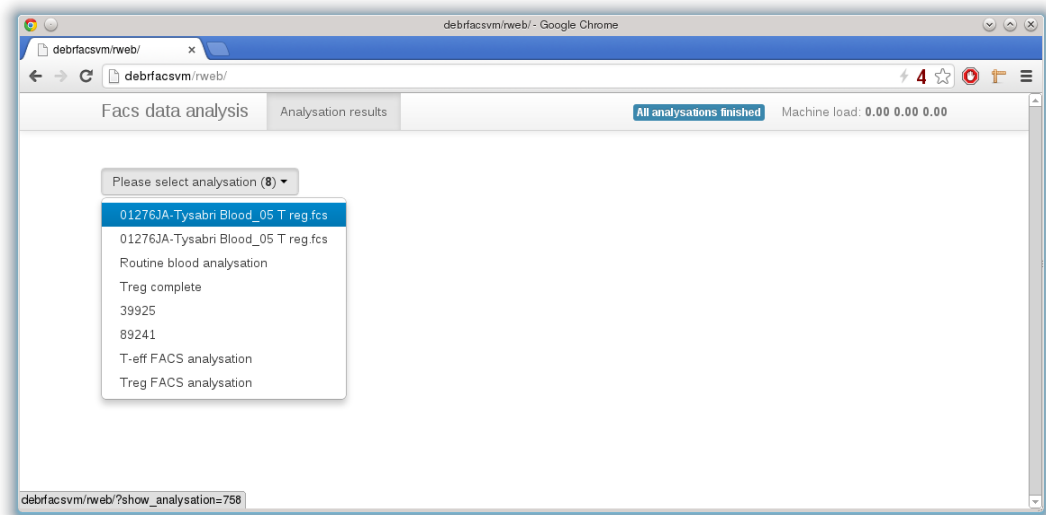 debrfacsvm/rweb/ - Google Chrome
debrfacsvm/rweb/ ×
debrfacsvm/rweb/ 4
Facs data analysis Analysation results All analysations finished Machine load: 0.00 0.00 0.00
Please select analysation (8)
01276JA-Tysabri Blood_05 T reg.fcs
01276JA-Tysabri Blood_05 T reg.fcs
Routine blood analysation
Treg complete
39925
89241
T-eff FACS analysation
Treg FACS analysation
debrfacsvm/rweb/?show_analysation=758